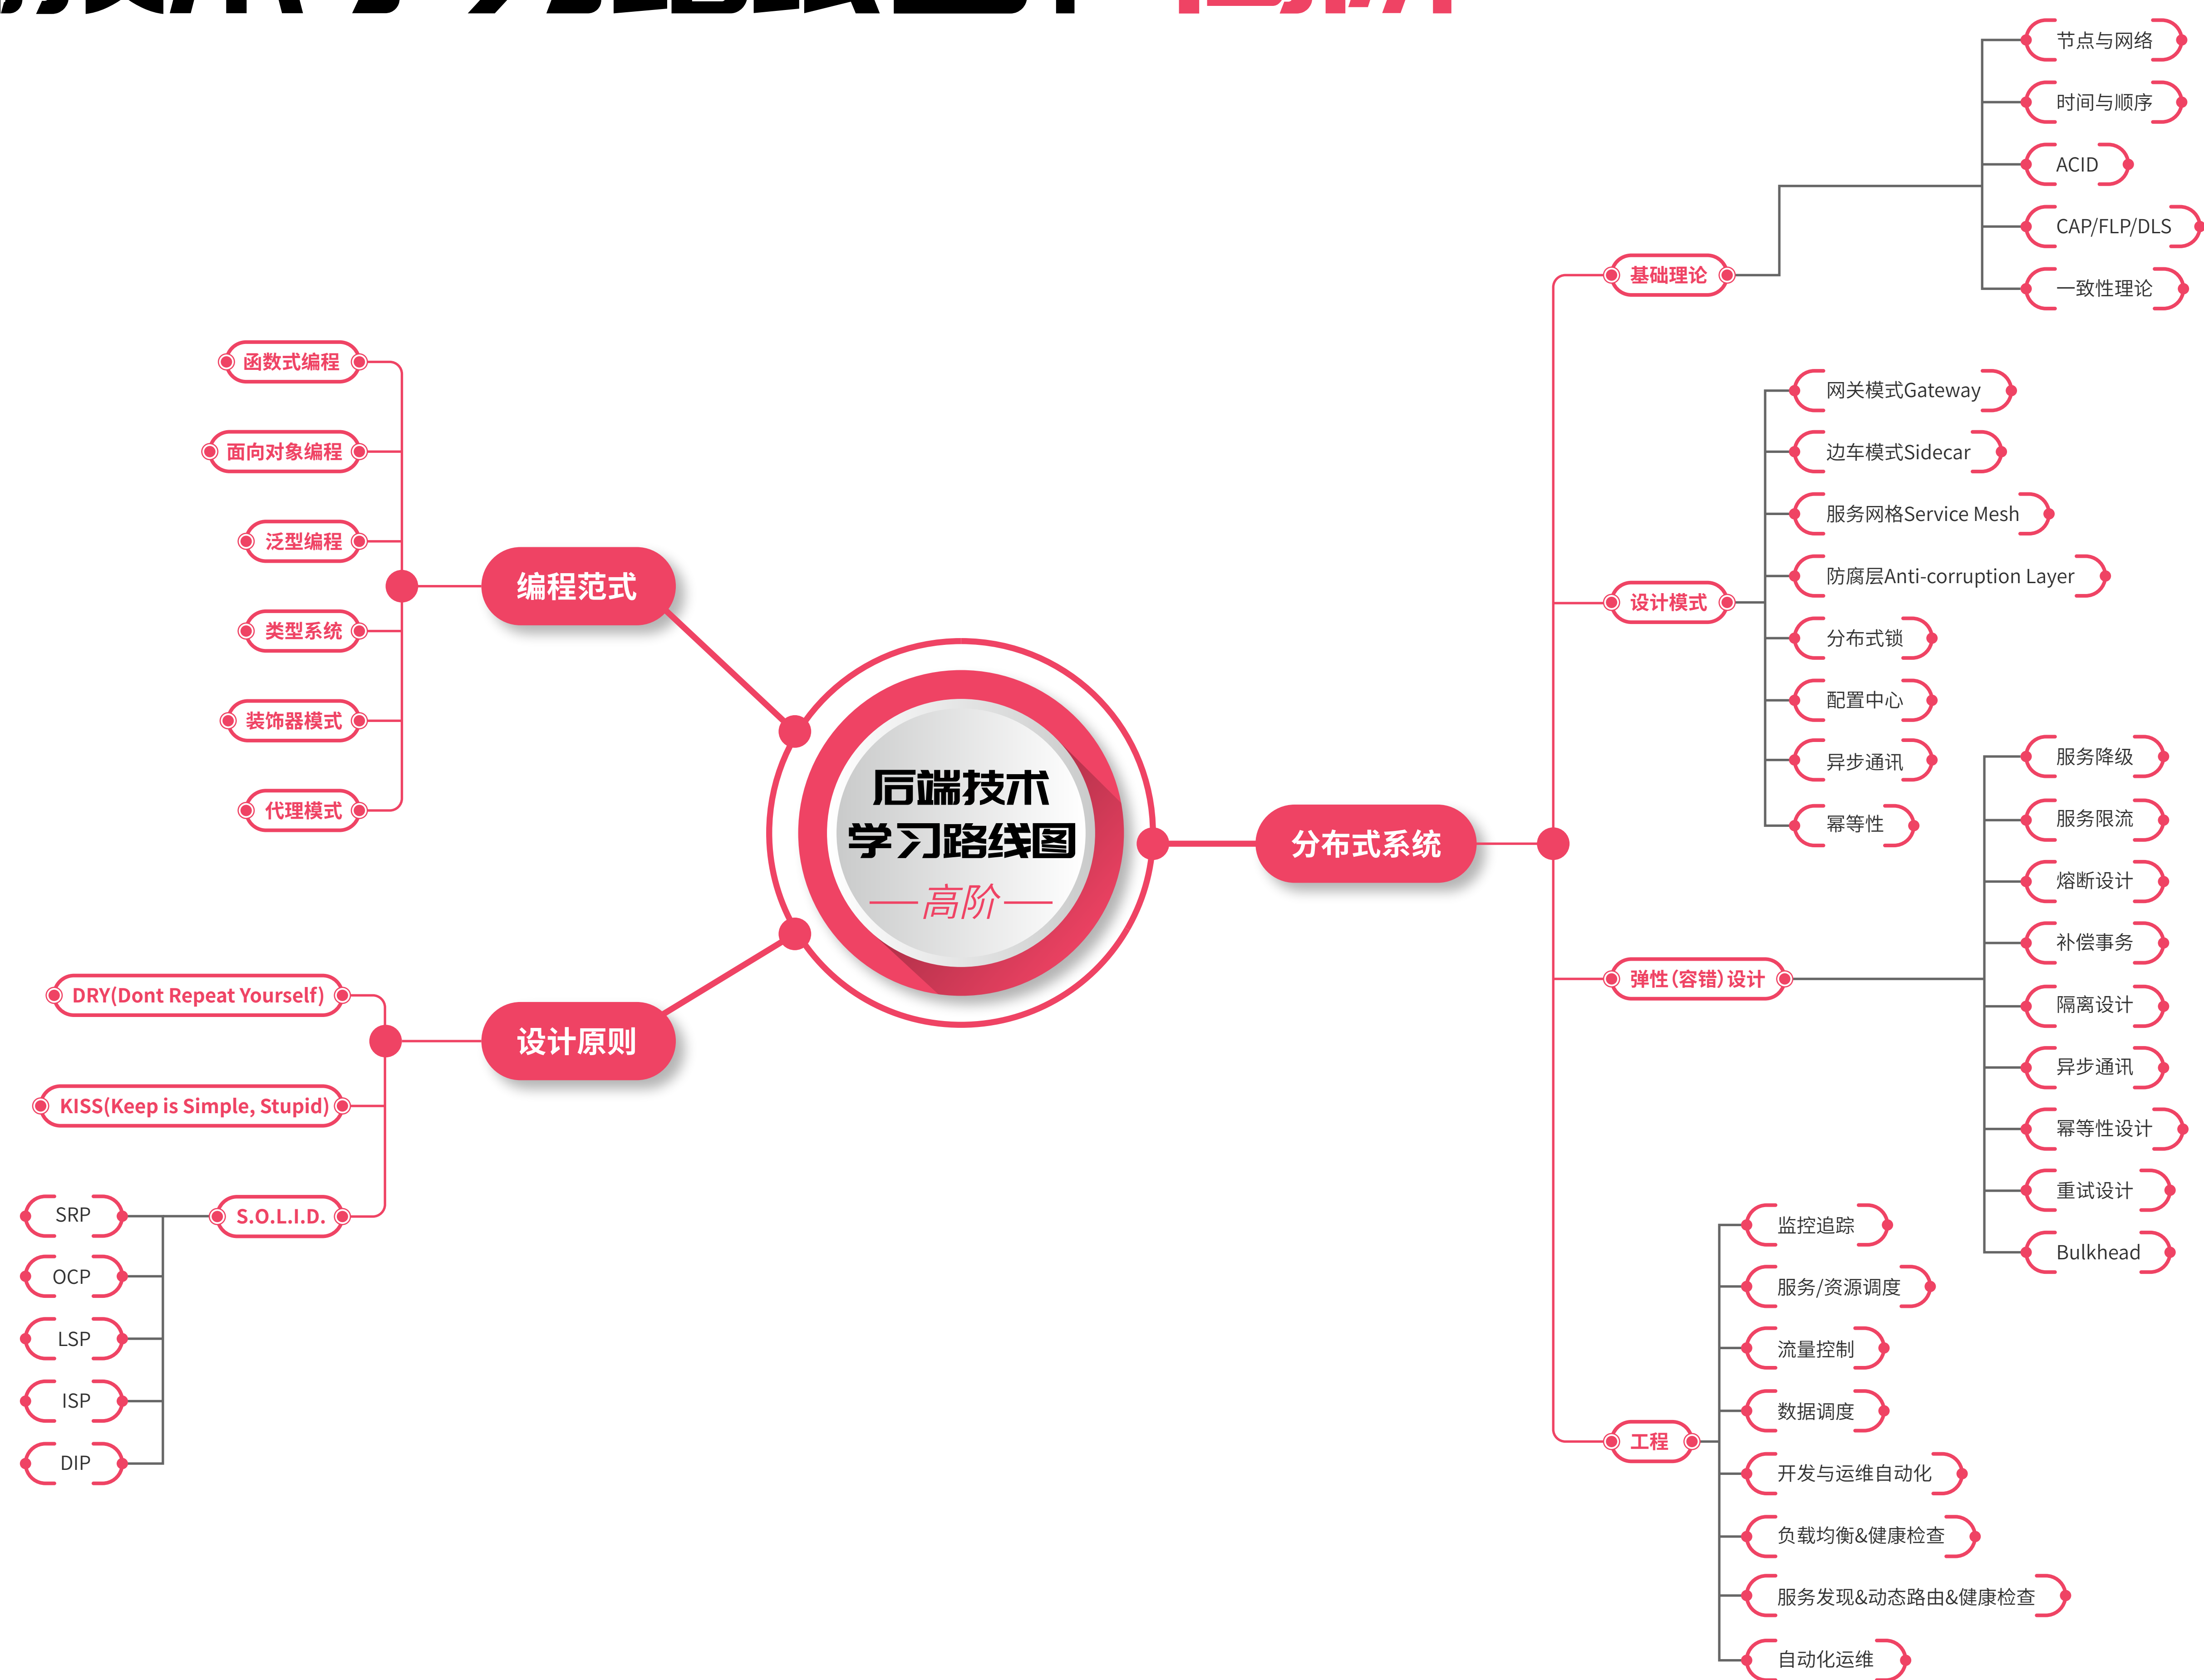 后端技术
学习路线图
高阶
编程范式
函数式编程
面向对象编程
泛型编程
类型系统
装饰器模式
代理模式
设计原则
DRY(Dont Repeat Yourself)
KISS(Keep is Simple, Stupid)
S.O.L.I.D.
SRP
OCP
LSP
ISP
DIP
分布式系统
基础理论
节点与网络
时间与顺序
ACID
CAP/FLP/DLS
一致性理论
设计模式
网关模式Gateway
边车模式Sidecar
服务网格Service Mesh
防腐层Anti-corruption Layer
分布式锁
配置中心
异步通讯
幂等性
弹性(容错)设计
服务降级
服务限流
熔断设计
补偿事务
隔离设计
异步通讯
幂等性设计
重试设计
Bulkhead
工程
监控追踪
服务/资源调度
流量控制
数据调度
开发与运维自动化
负载均衡&健康检查
服务发现&动态路由&健康检查
自动化运维